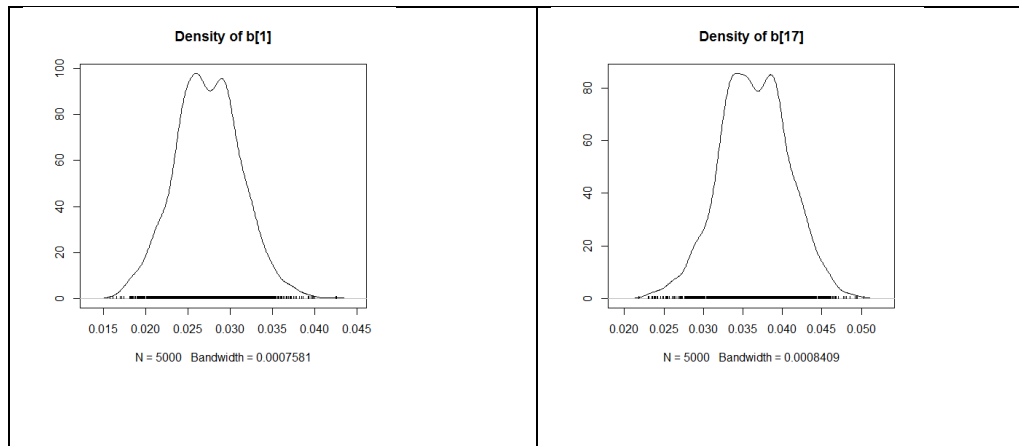 Density of b[1]
100
80
60
40
20
0
0.015 0.020 0.025 0.030 0.035 0.040 0.045
N = 5000 Bandwidth = 0.0007581
Density of b[17]
80
60
40
20
0
0.020 0.025 0.030 0.035 0.040 0.045 0.050
N = 5000 Bandwidth = 0.0008409